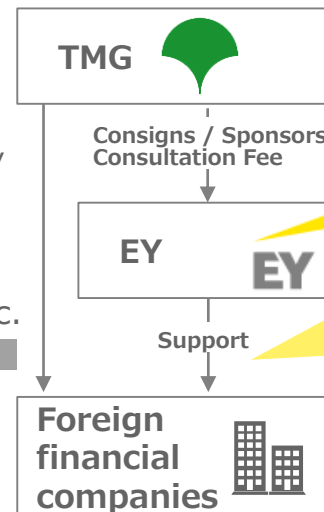 TMG
Consigns / Sponsors
Consultation Fee
EY
EY
c.
Support
Foreign
financial
companies